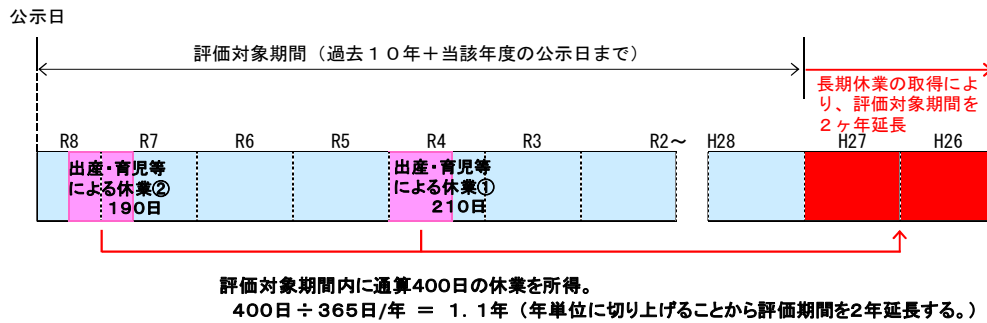 公示日
評価対象期間（過去１０年＋当該年度の公示日まで）
長期休業の取得によ
り、評価対象期間を
２ヶ年延長
R8 R7 R6 R5 R4 R3 R2～ H28 H27 H26
出産・育児等
による休業②
190日
出産・育児等
による休業①
210日
評価対象期間内に通算400日の休業を所得。
400日÷365日/年 ＝ 1.1年（年単位に切り上げることから評価期間を2年延長する。）